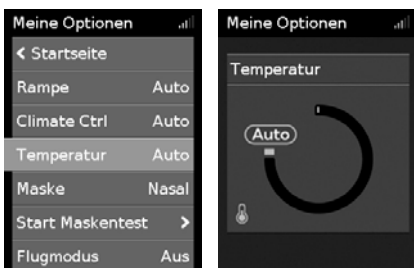 Meine Optionen
Startseite
Rampe Auto
Climate Ctrl Auto
Temperatur Auto
Maske Nasal
Start Maskentest
Flugmodus Aus
Meine Optionen
Temperatur
Auto